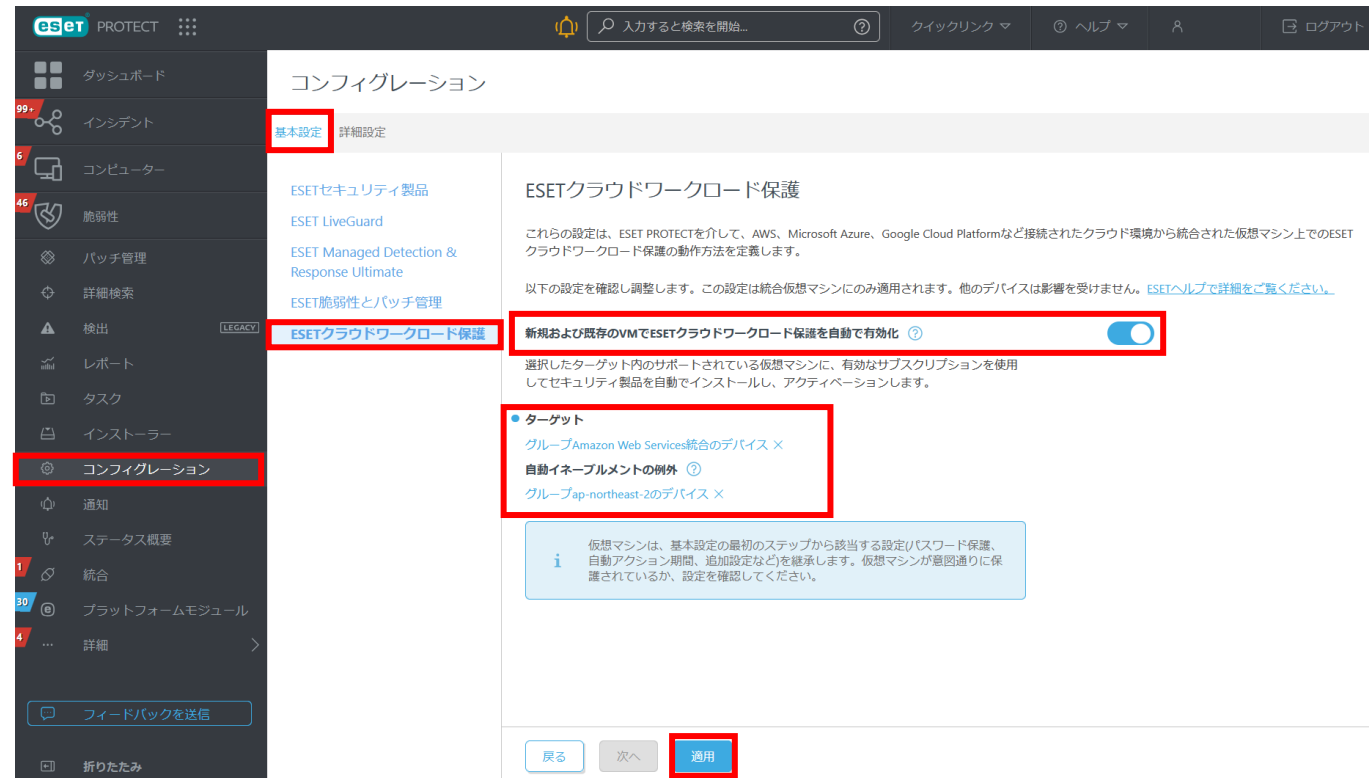 eset PROTECT
入力すると検索を開始...
クイックリンク
ヘルプ
ログアウト
ダッシュボード
99+
インシデント
6
コンピューター
46
脆弱性
パッチ管理
詳細検索
検出 LEGACY
レポート
タスク
インストーラー
コンフィグレーション
通知
ステータス概要
1
統合
30
プラットフォームモジュール
4
詳細
フィードバックを送信
折りたたみ
コンフィグレーション
基本設定 詳細設定
ESETセキュリティ製品
ESET LiveGuard
ESET Managed Detection &
Response Ultimate
ESET脆弱性とパッチ管理
ESETクラウドワークロード保護
ESETクラウドワークロード保護
これらの設定は、ESET PROTECTを介して、AWS、Microsoft Azure、Google Cloud Platformなど接続されたクラウド環境から統合された仮想マシン上でのESET
クラウドワークロード保護の動作方法を定義します。
以下の設定を確認し調整します。この設定は統合仮想マシンにのみ適用されます。他のデバイスは影響を受けません。ESETヘルプで詳細をご覧ください。
新規および既存のVMでESETクラウドワークロード保護を自動で有効化
選択したターゲット内のサポートされている仮想マシンに、有効なサブスクリプションを使用
してセキュリティ製品を自動でインストールし、アクティベーションします。
ターゲット
グループAmazon Web Services統合のデバイス ×
自動イネーブルメントの例外
グループap-northeast-2のデバイス ×
仮想マシンは、基本設定の最初のステップから該当する設定(パスワード保護、
自動アクション期間、追加設定など)を継承します。仮想マシンが意図通りに保
護されているか、設定を確認してください。
戻る 次へ 適用